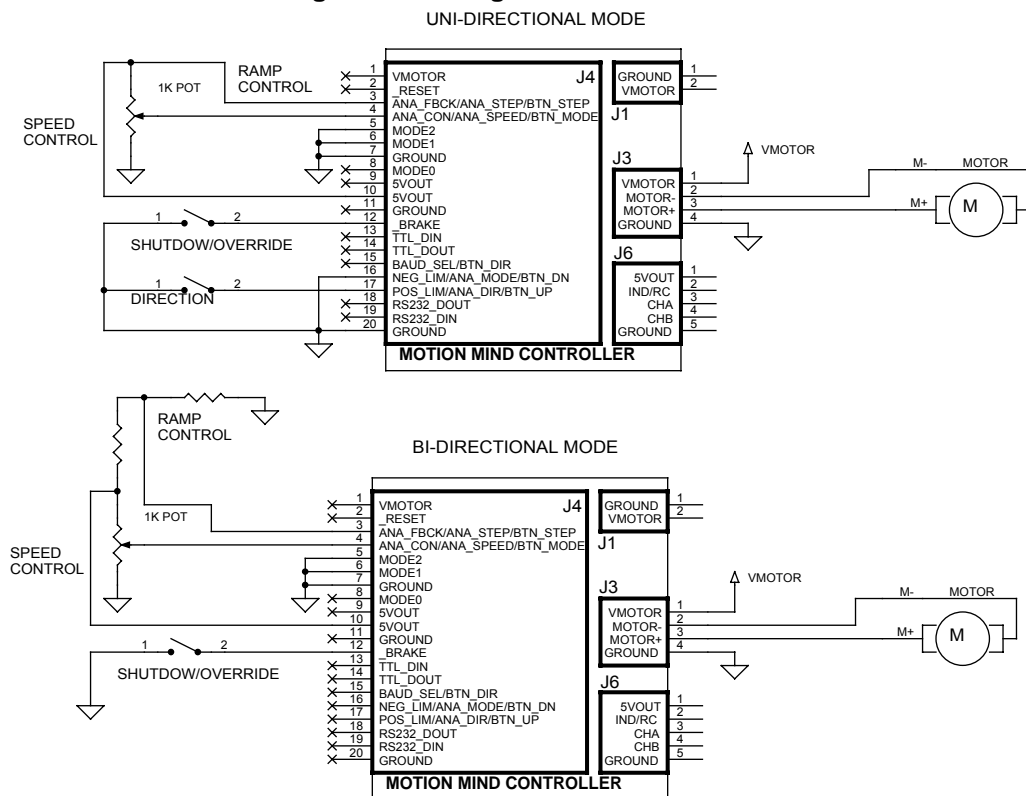 UNI-DIRECTIONAL MODE
RAMP
CONTROL
1K POT
SPEED
CONTROL
SHUTDOW/OVERRIDE
1 2
DIRECTION
1 2
J4
1 VMOTOR
2 _RESET
3 ANA_FBCK/ANA_STEP/BTN_STEP
4 ANA_CON/ANA_SPEED/BTN_MODE
5 MODE2
6 MODE1
7 GROUND
8 MODE0
9 5VOUT
10 5VOUT
11 GROUND
12 _BRAKE
13 TTL_DIN
14 TTL_DOUT
15 BAUD_SEL/BTN_DIR
16 NEG_LIM/ANA_MODE/BTN_DN
17 POS_LIM/ANA_DIR/BTN_UP
18 RS232_DOUT
19 RS232_DIN
20 GROUND
MOTION MIND CONTROLLER
GROUND 1
VMOTOR 2
J1
J3
VMOTOR 1
MOTOR- 2
MOTOR+ 3
GROUND 4
VMOTOR
M- MOTOR
M+ M
J6
5VOUT 1
IND/RC 2
CHA 3
CHB 4
GROUND 5
BI-DIRECTIONAL MODE
RAMP
CONTROL
1K POT
SPEED
CONTROL
1 2
SHUTDOW/OVERRIDE
J4
1 VMOTOR
2 _RESET
3 ANA_FBCK/ANA_STEP/BTN_STEP
4 ANA_CON/ANA_SPEED/BTN_MODE
5 MODE2
6 MODE1
7 GROUND
8 MODE0
9 5VOUT
10 5VOUT
11 GROUND
12 _BRAKE
13 TTL_DIN
14 TTL_DOUT
15 BAUD_SEL/BTN_DIR
16 NEG_LIM/ANA_MODE/BTN_DN
17 POS_LIM/ANA_DIR/BTN_UP
18 RS232_DOUT
19 RS232_DIN
20 GROUND
MOTION MIND CONTROLLER
GROUND 1
VMOTOR 2
J1
J3
VMOTOR 1
MOTOR- 2
MOTOR+ 3
GROUND 4
VMOTOR
M- MOTOR
M+ M
J6
5VOUT 1
IND/RC 2
CHA 3
CHB 4
GROUND 5